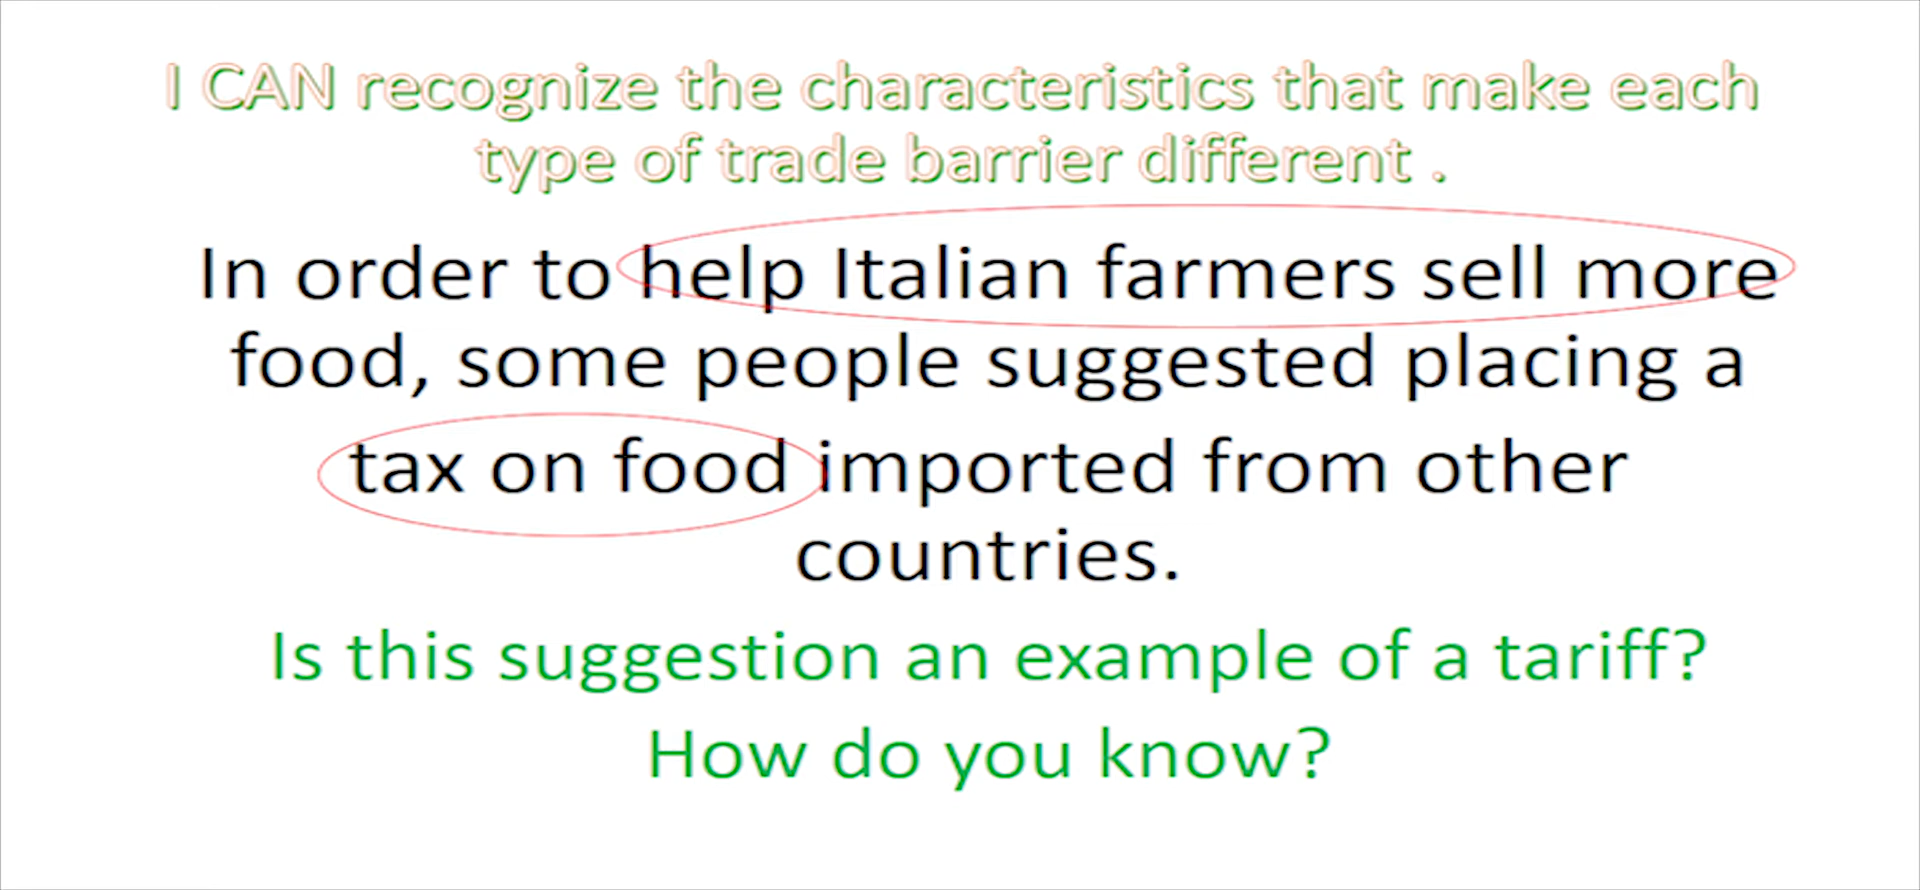 I CAN recognize the characteristics that make each
type of trade barrier different .
In order to help Italian farmers sell more
food, some people suggested placing a
tax on food imported from other
countries.
Is this suggestion an example of a tariff?
How do you know?